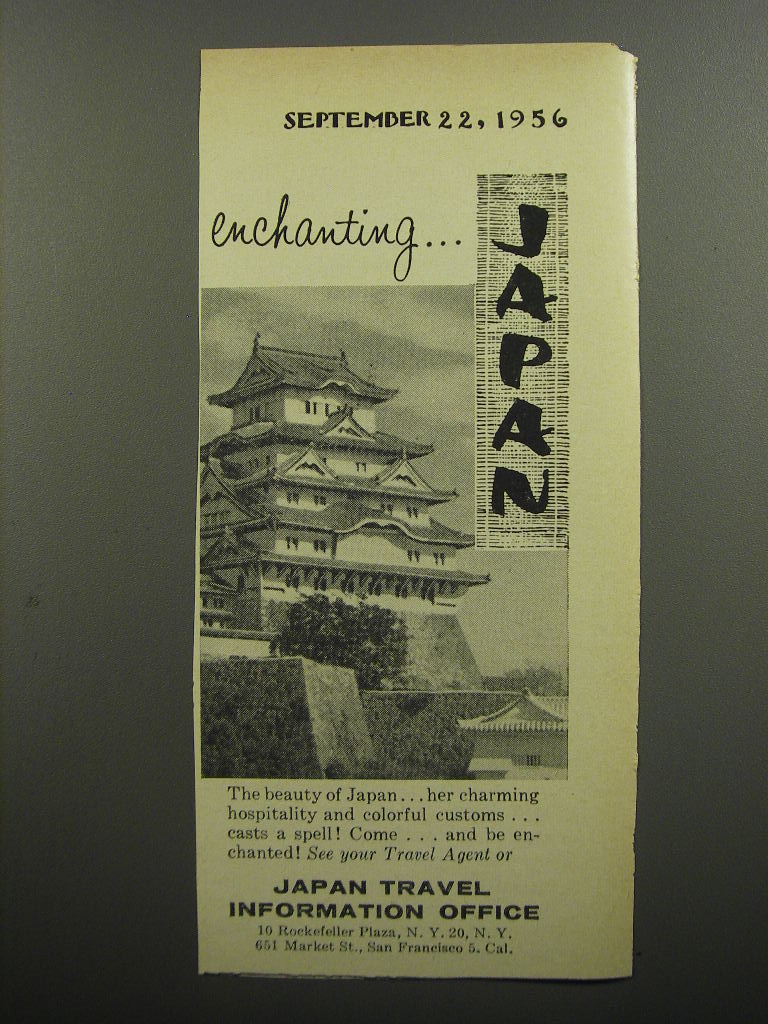 SEPTEMBER 22, 1956
enchanting...
JAPAN
The beauty of Japan...her charming
hospitality and colorful customs ...
casts a spell! Come ... and be en-
chanted! See your Travel Agent or
JAPAN TRAVEL
INFORMATION OFFICE
10 Rockefeller Plaza, N. Y. 20, N. Y.
651 Market St., San Francisco 5. Cal.